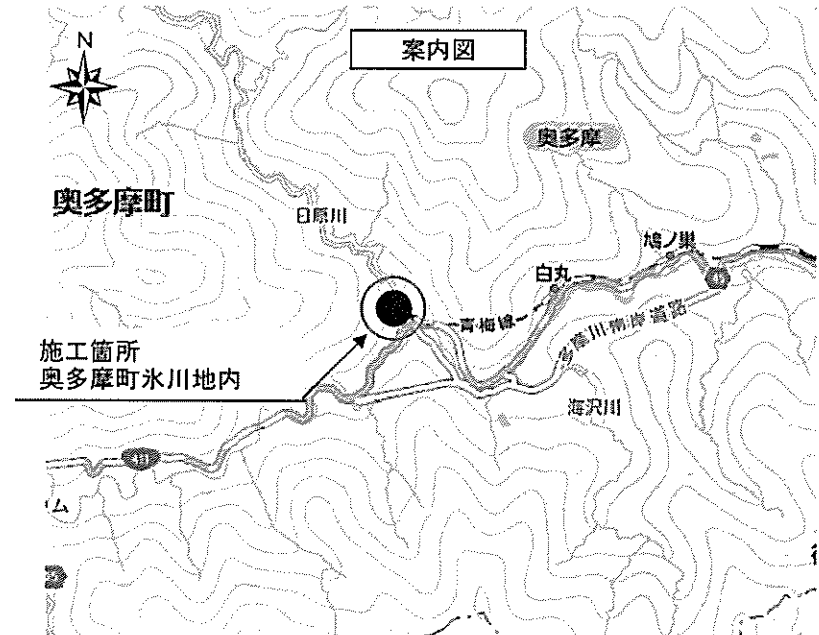 N
案内図
奥多摩
奥多摩町
日原川
鳩ノ巣
白丸
青梅線
多摩川南岸道路
施工箇所
奥多摩町氷川地内
海沢川
ム